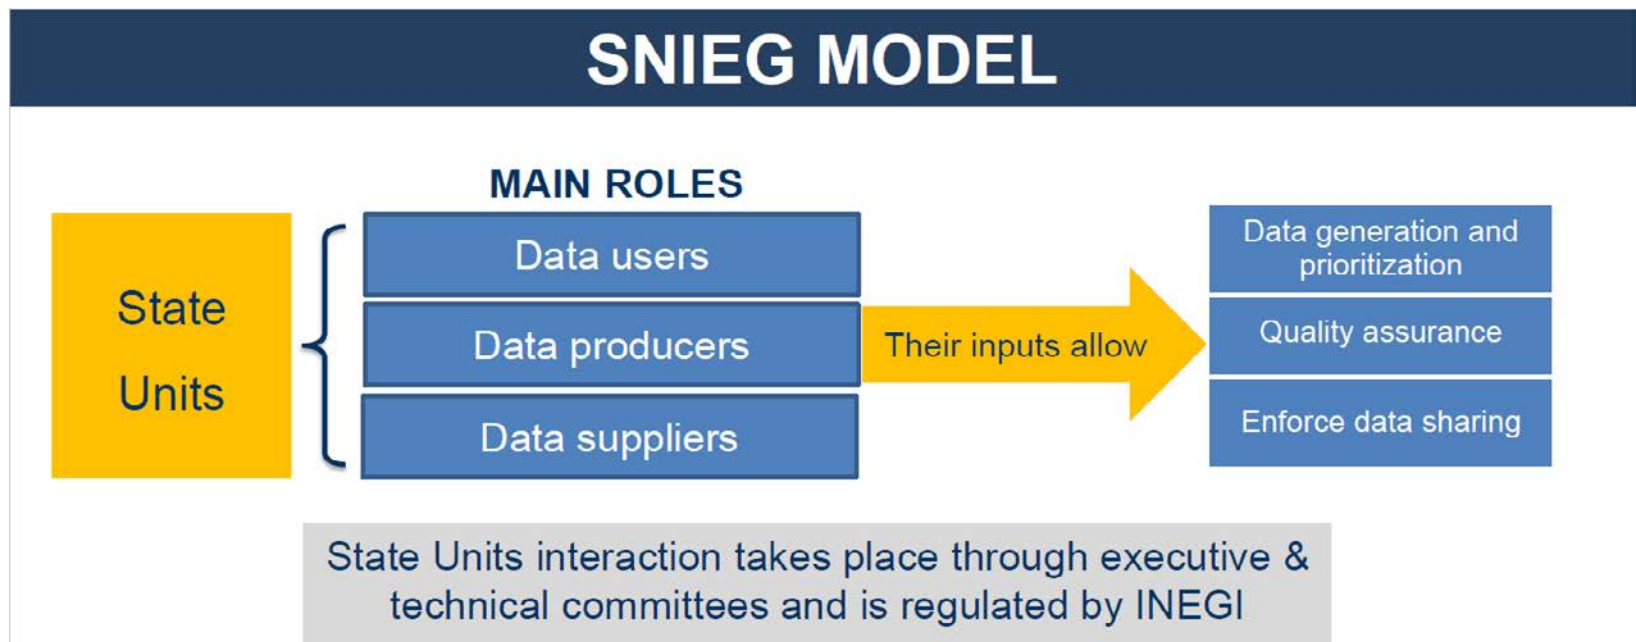 SNIEG MODEL
MAIN ROLES
State
Units
Data users
Data producers
Data suppliers
Their inputs allow
Data generation and
prioritization
Quality assurance
Enforce data sharing
State Units interaction takes place through executive &
technical committees and is regulated by INEGI